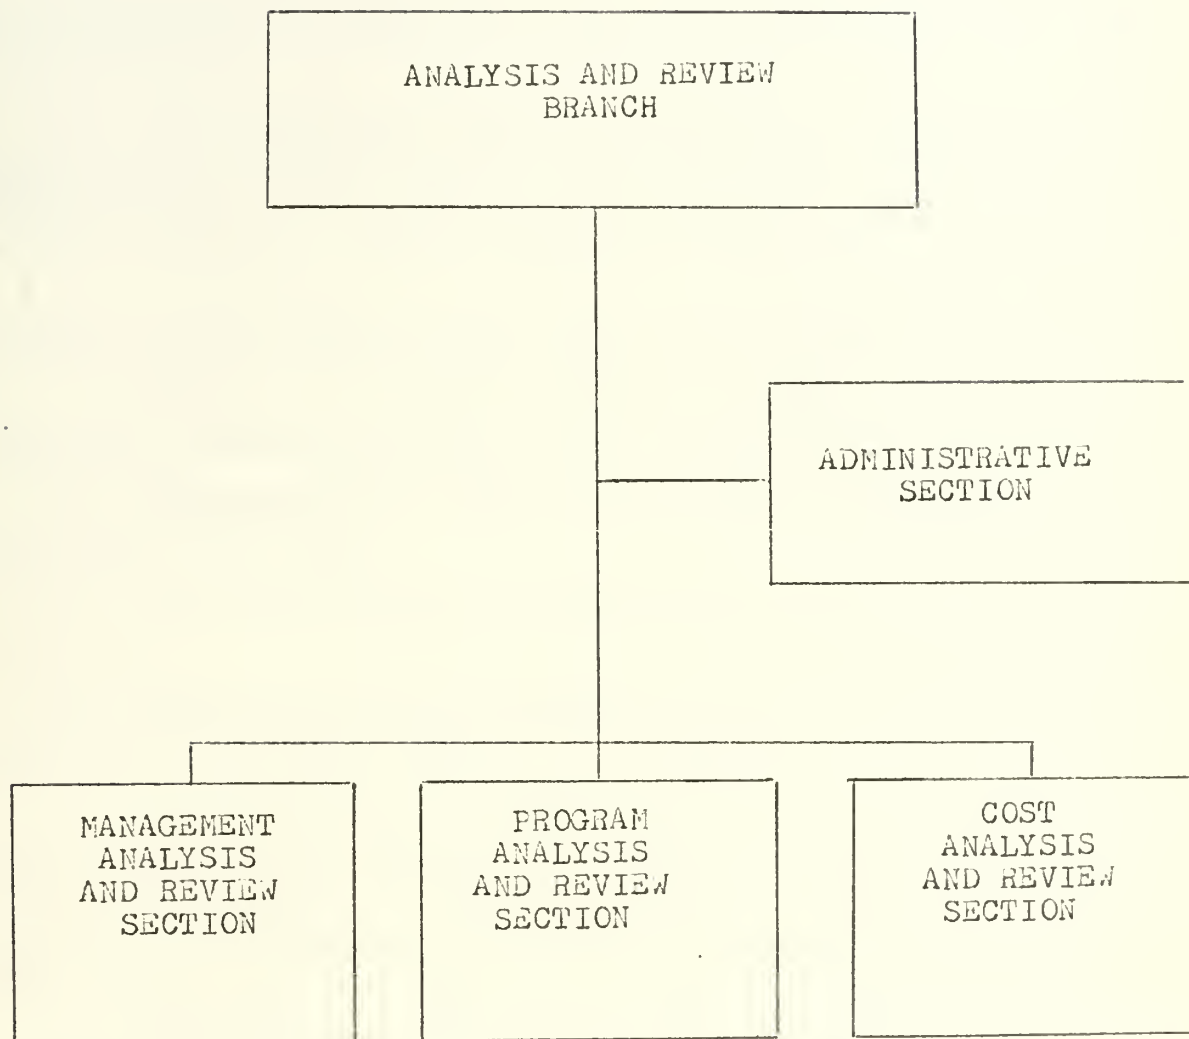 ANALYSIS AND REVIEW
BRANCH
ADMINISTRATIVE
SECTION
MANAGEMENT
ANALYSIS
AND REVIEW
SECTION
PROGRAM
ANALYSIS
AND REVIEW
SECTION
COST
ANALYSIS
AND REVIEW
SECTION